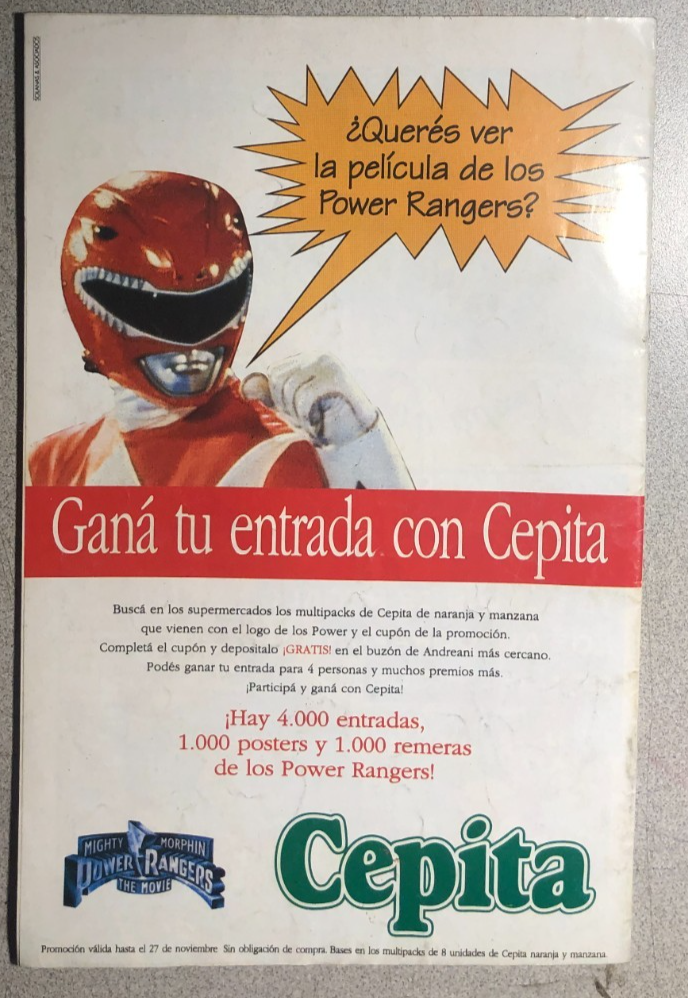 SOLANAS & ASOCIADOS
¿Querés ver
la película de los
Power Rangers?
Ganá tu entrada con Cepita
Buscá en los supermercados los multipacks de Cepita de naranja y manzana
que vienen con el logo de los Power y el cupón de la promoción.
Completá el cupón y depositalo ¡GRATIS! en el buzón de Andreani más cercano.
Podés ganar tu entrada para 4 personas y muchos premios más.
¡Participá y ganá con Cepita!
¡Hay 4.000 entradas,
1.000 posters y 1.000 remeras
de los Power Rangers!
MIGHTY MORPHIN
POWER RANGERS
THE MOVIE
Cepita
Promoción válida hasta el 27 de noviembre. Sin obligación de compra. Bases en los multipacks de 8 unidades de Cepita naranja y manzana.